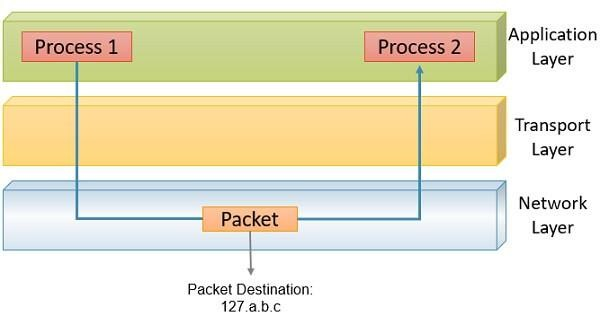 Process 1
Process 2
Application
Layer
Transport
Layer
Packet
Network
Layer
Packet Destination:
127.a.b.c